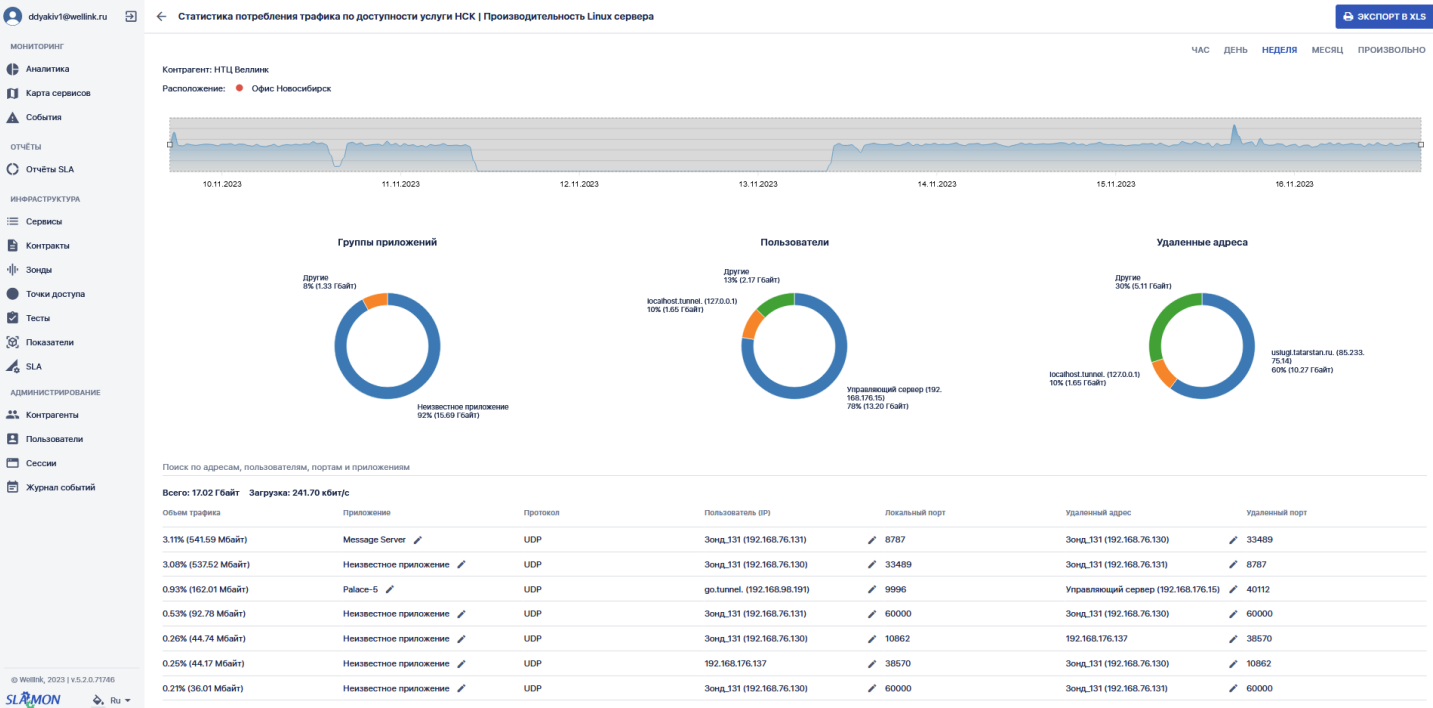 ddyakiv1@wellink.ru
МОНИТОРИНГ
Аналитика
Карта сервисов
События
ОТЧЁТЫ
Отчёты SLA
ИНФРАСТРУКТУРА
Сервисы
Контракты
Зонды
Точки доступа
Тесты
Показатели
SLA
АДМИНИСТРИРОВАНИЕ
Контрагенты
Пользователи
Сессии
Журнал событий
© Wellink, 2023 | v.5.2.0.71746
SLAMON
Ru
Статистика потребления трафика по доступности услуги НСК | Производительность Linux сервера
ЭКСПОРТ В XLS
ЧАС ДЕНЬ НЕДЕЛЯ МЕСЯЦ ПРОИЗВОЛЬНО
Контрагент: НТЦ Веллинк
Расположение: Офис Новосибирск
10.11.2023 11.11.2023 12.11.2023 13.11.2023 14.11.2023 15.11.2023 16.11.2023
Группы приложений
Другие
8% (1.33 Гбайт)
Неизвестное приложение
92% (15.69 Гбайт)
Пользователи
Другие
13% (2.17 Гбайт)
localhost.tunnel. (127.0.0.1)
10% (1.65 Гбайт)
Управляющий сервер (192.
168.176.15)
78% (13.20 Гбайт)
Удаленные адреса
Другие
30% (5.11 Гбайт)
localhost.tunnel. (127.0.0.1)
10% (1.65 Гбайт)
uslugi.tatarstan.ru. (85.233.
75.14)
60% (10.27 Гбайт)
Поиск по адресам, пользователям, портам и приложениям
Всего: 17.02 Гбайт Загрузка: 241.70 кбит/с
Объем трафика Приложение Протокол Пользователь (IP) Локальный порт Удаленный адрес Удаленный порт
3.11% (541.59 Мбайт) Message Server UDP Зонд_131 (192.168.76.131) 8787 Зонд_131 (192.168.76.130) 33489
3.08% (537.52 Мбайт) Неизвестное приложение UDP Зонд_131 (192.168.76.130) 33489 Зонд_131 (192.168.76.131) 8787
0.93% (162.01 Мбайт) Palace-5 UDP go.tunnel. (192.168.98.191) 9996 Управляющий сервер (192.168.176.15) 40112
0.53% (92.78 Мбайт) Неизвестное приложение UDP Зонд_131 (192.168.76.131) 60000 Зонд_131 (192.168.76.130) 60000
0.26% (44.74 Мбайт) Неизвестное приложение UDP Зонд_131 (192.168.76.130) 10862 192.168.176.137 38570
0.25% (44.17 Мбайт) Неизвестное приложение UDP 192.168.176.137 38570 Зонд_131 (192.168.76.130) 10862
0.21% (36.01 Мбайт) Неизвестное приложение UDP Зонд_131 (192.168.76.130) 60000 Зонд_131 (192.168.76.131) 60000